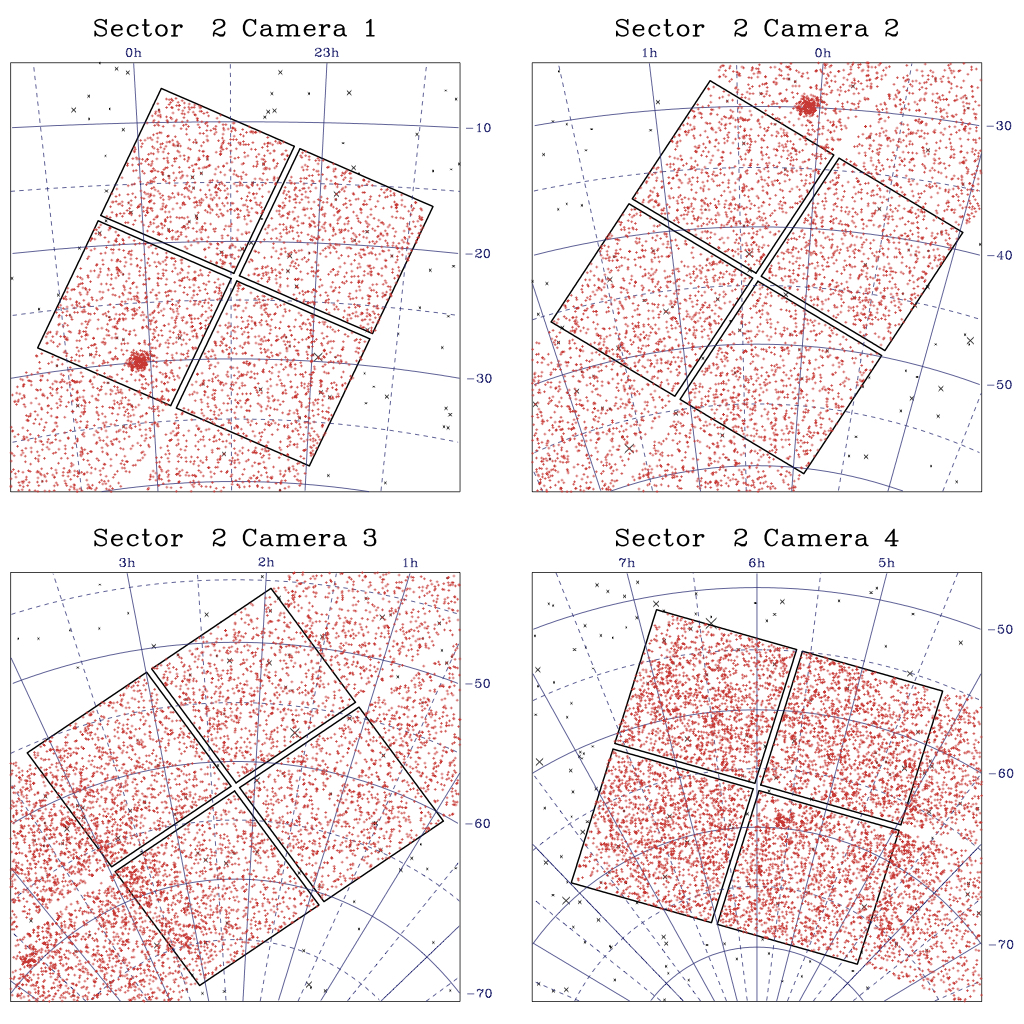 Sector 2 Camera 1
0h 23h
-10
-20
-30
Sector 2 Camera 2
1h 0h
-30
-40
-50
Sector 2 Camera 3
3h 2h 1h
-50
-60
-70
Sector 2 Camera 4
7h 6h 5h
-50
-60
-70